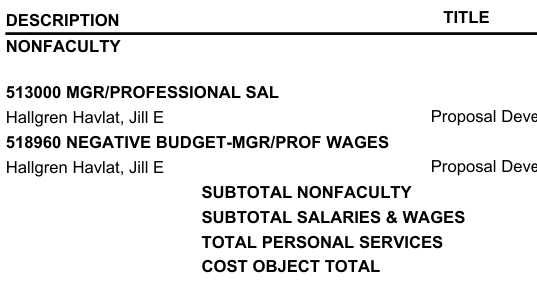 DESCRIPTION TITLE
NONFACULTY
513000 MGR/PROFESSIONAL SAL
Hallgren Havlat, Jill E Proposal Deve
518960 NEGATIVE BUDGET-MGR/PROF WAGES
Hallgren Havlat, Jill E Proposal Deve
SUBTOTAL NONFACULTY
SUBTOTAL SALARIES & WAGES
TOTAL PERSONAL SERVICES
COST OBJECT TOTAL